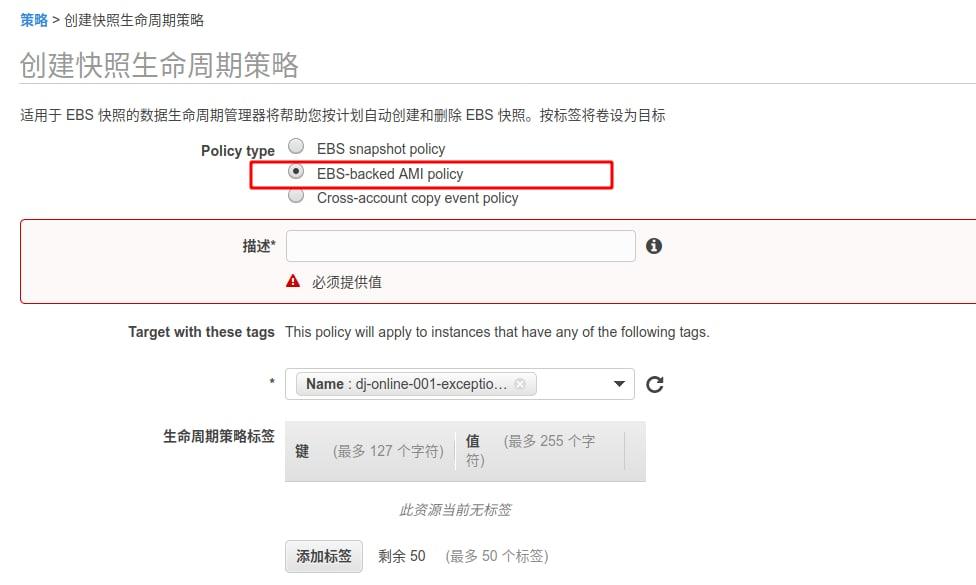 策略 > 创建快照生命周期策略
创建快照生命周期策略
适用于 EBS 快照的数据生命周期管理器将帮助您按计划自动创建和删除 EBS 快照。按标签将卷设为目标
Policy type
EBS snapshot policy
EBS-backed AMI policy
Cross-account copy event policy
描述*
必须提供值
Target with these tags This policy will apply to instances that have any of the following tags.
* Name : dj-online-001-exceptio…
生命周期策略标签
键 (最多 127 个字符)
值 (最多 255 个字
符)
此资源当前无标签
添加标签 剩余 50 (最多 50 个标签)